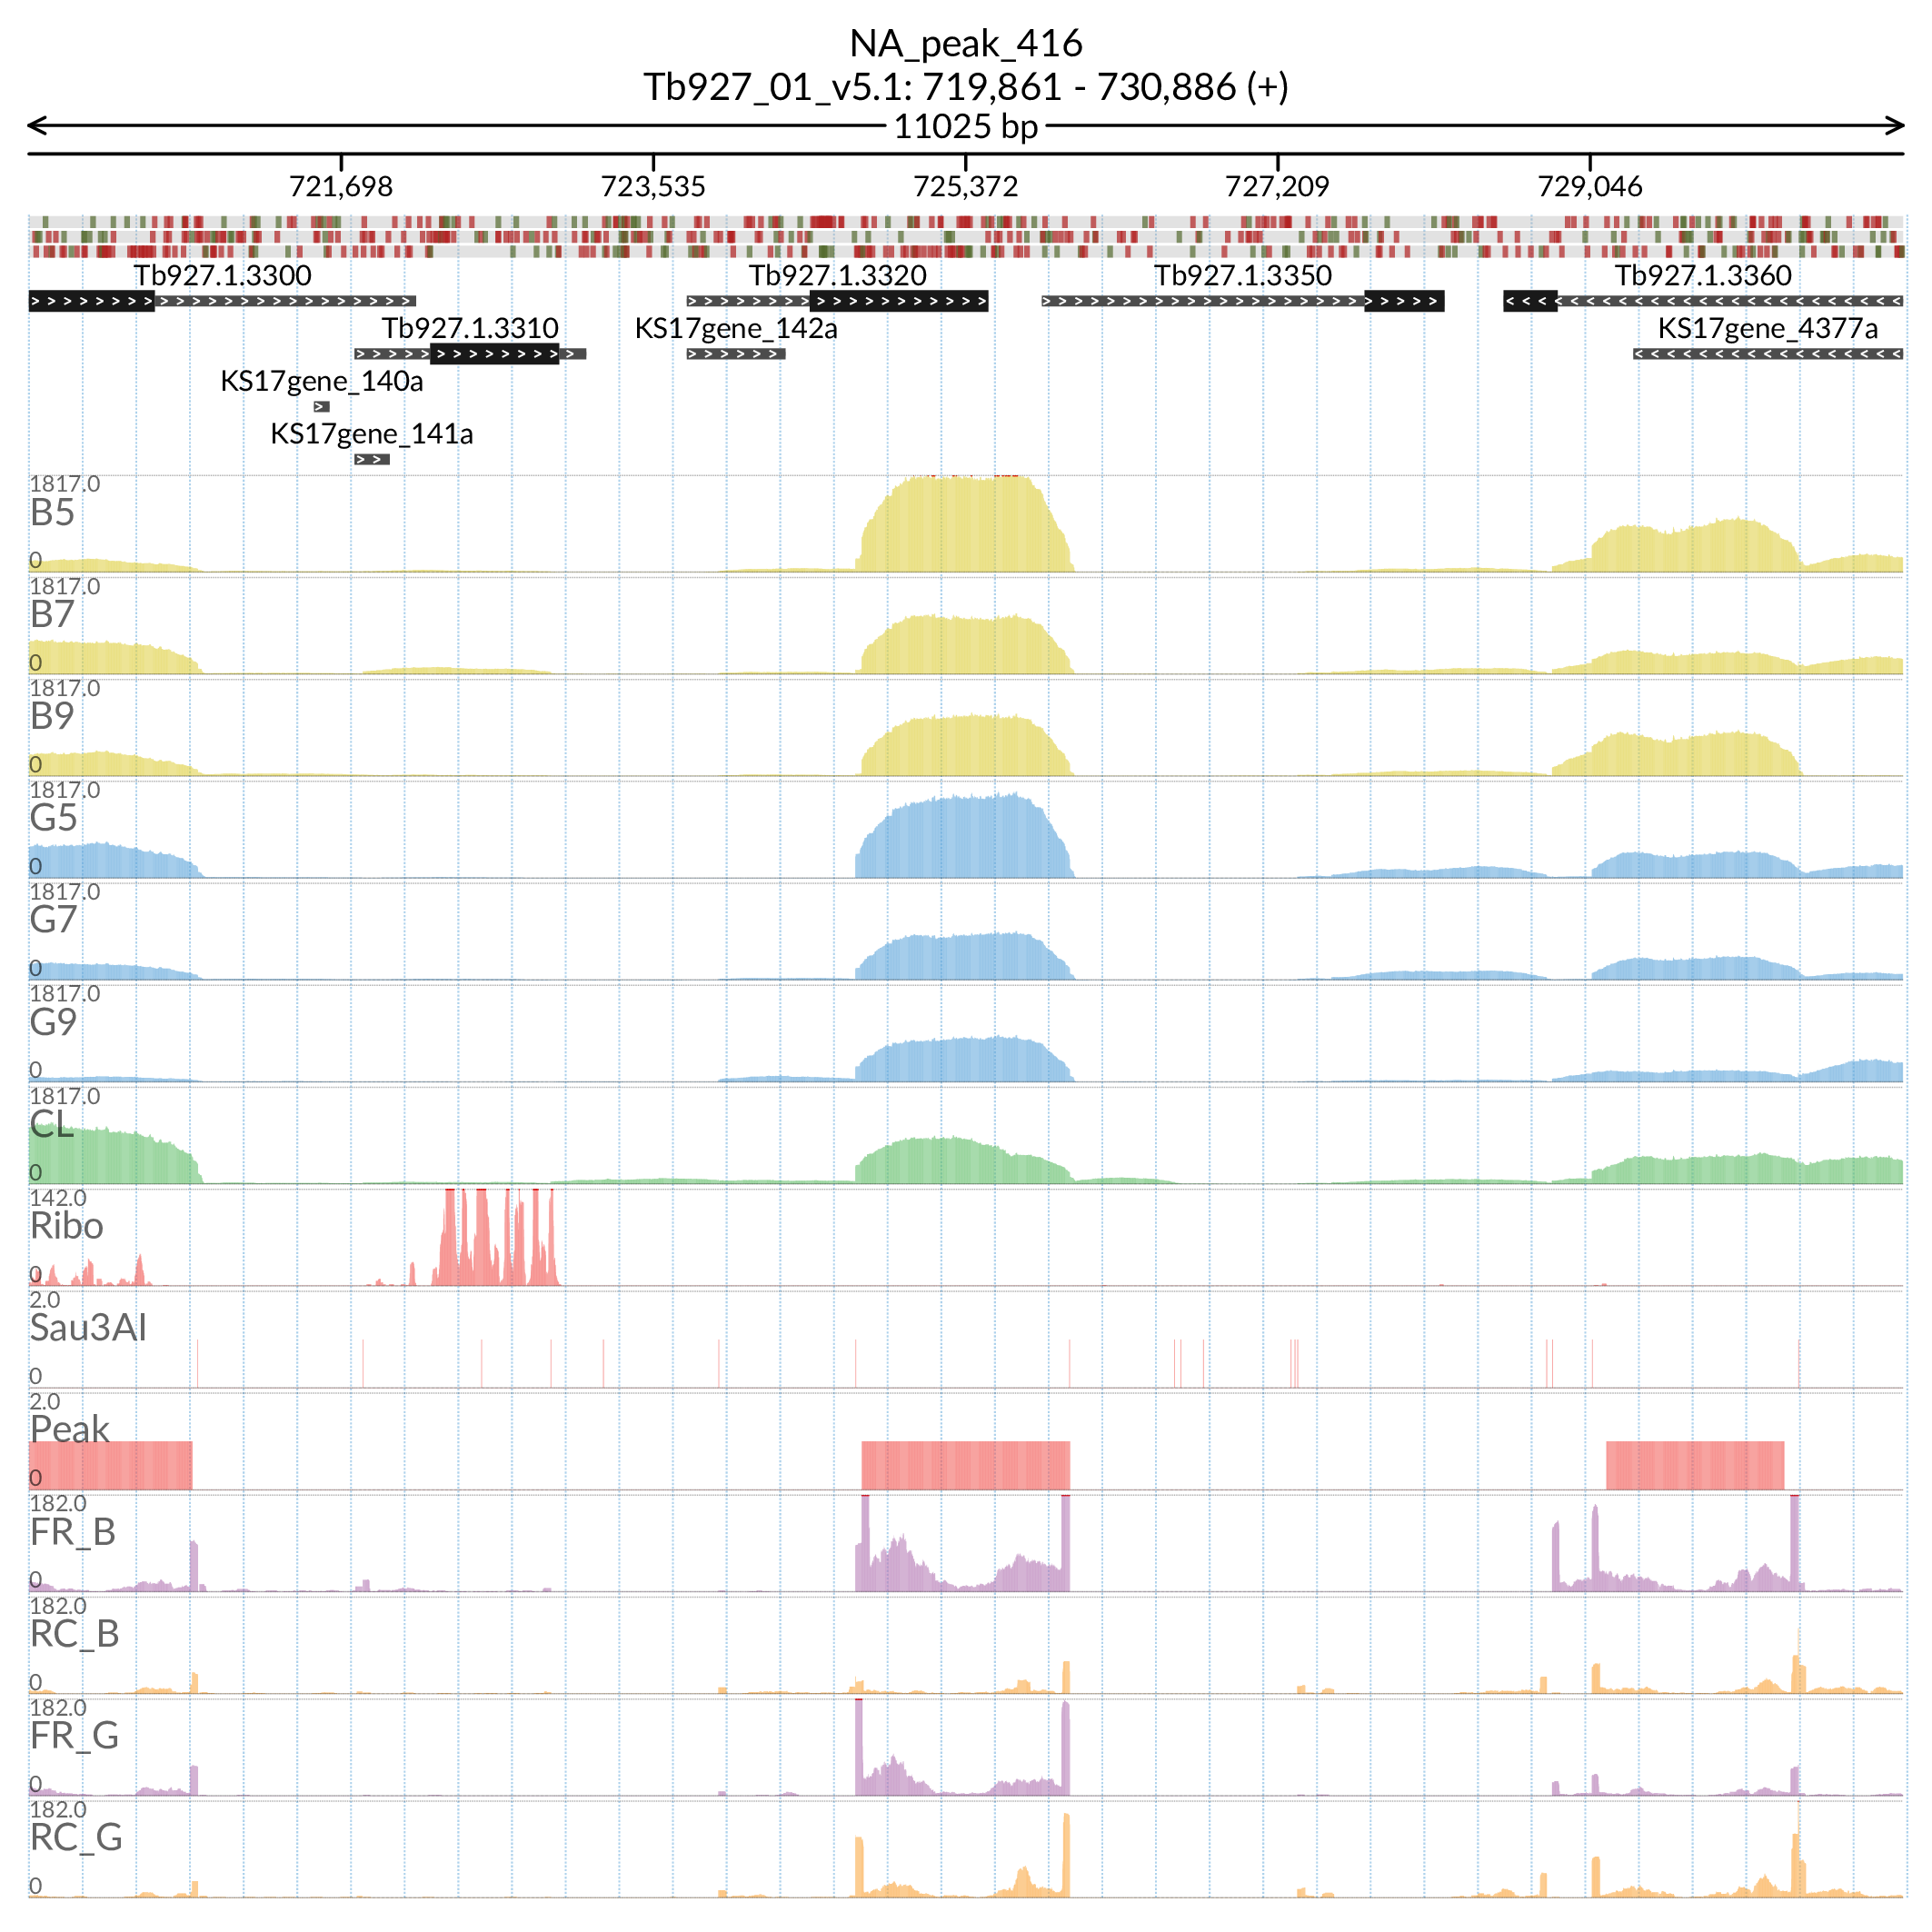 NA_peak_416
Tb927_01_v5.1: 719,861 - 730,886 (+)
11025 bp
721,698 723,535 725,372 727,209 729,046
Tb927.1.3300 Tb927.1.3320 Tb927.1.3350 Tb927.1.3360
Tb927.1.3310 KS17gene_142a KS17gene_4377a
KS17gene_140a
KS17gene_141a
1817.0
B5
0
1817.0
B7
0
1817.0
B9
0
1817.0
G5
0
1817.0
G7
0
1817.0
G9
0
1817.0
CL
0
142.0
Ribo
0
2.0
Sau3AI
0
2.0
Peak
0
182.0
FR_B
0
182.0
RC_B
0
182.0
FR_G
0
182.0
RC_G
0